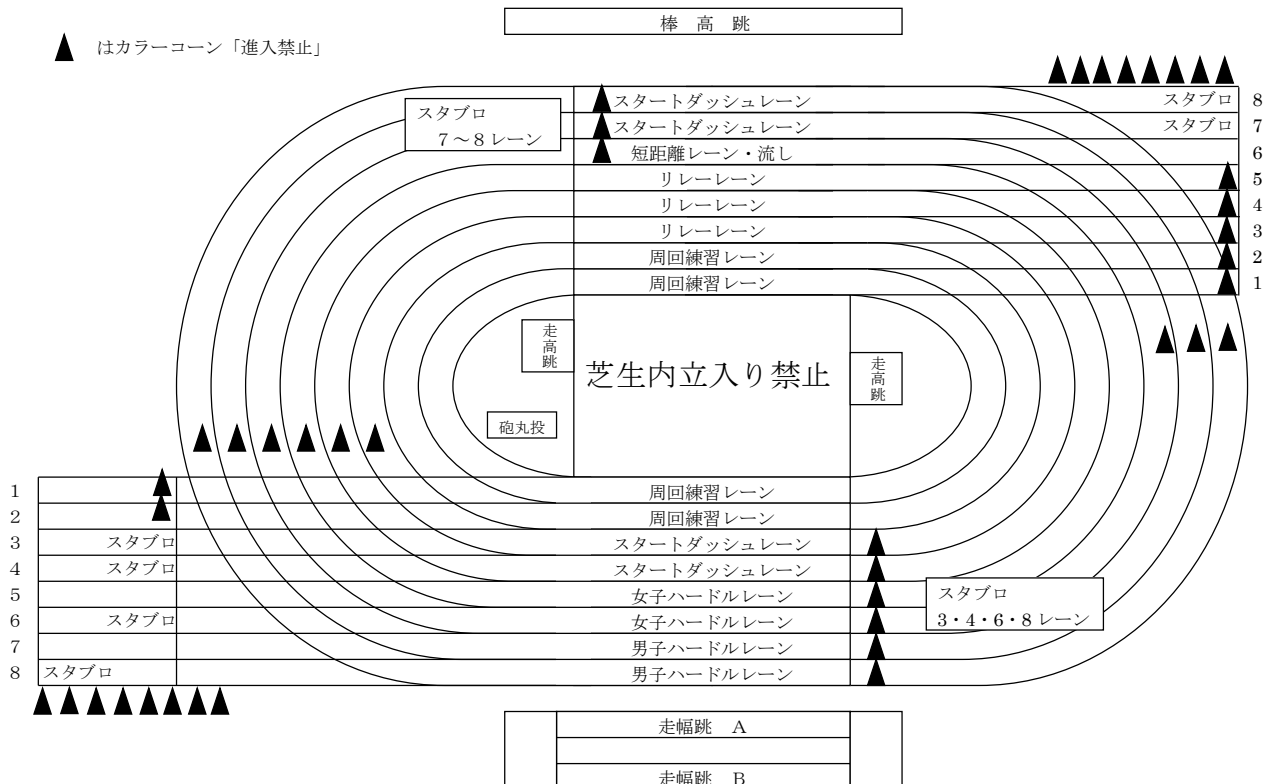 棒 高 跳
はカラーコーン「進入禁止」
スタブロ
7～8レーン
スタートダッシュレーン
スタブロ
8
スタートダッシュレーン
スタブロ
7
短距離レーン・流し
6
リレーレーン
5
リレーレーン
4
リレーレーン
3
周回練習レーン
2
周回練習レーン
1
走高跳
芝生内立入り禁止
走高跳
砲丸投
1
周回練習レーン
2
周回練習レーン
3
スタブロ
スタートダッシュレーン
4
スタブロ
スタートダッシュレーン
5
女子ハードルレーン
6
スタブロ
女子ハードルレーン
7
男子ハードルレーン
8
スタブロ
男子ハードルレーン
スタブロ
3・4・6・8レーン
走幅跳 A
走幅跳 B